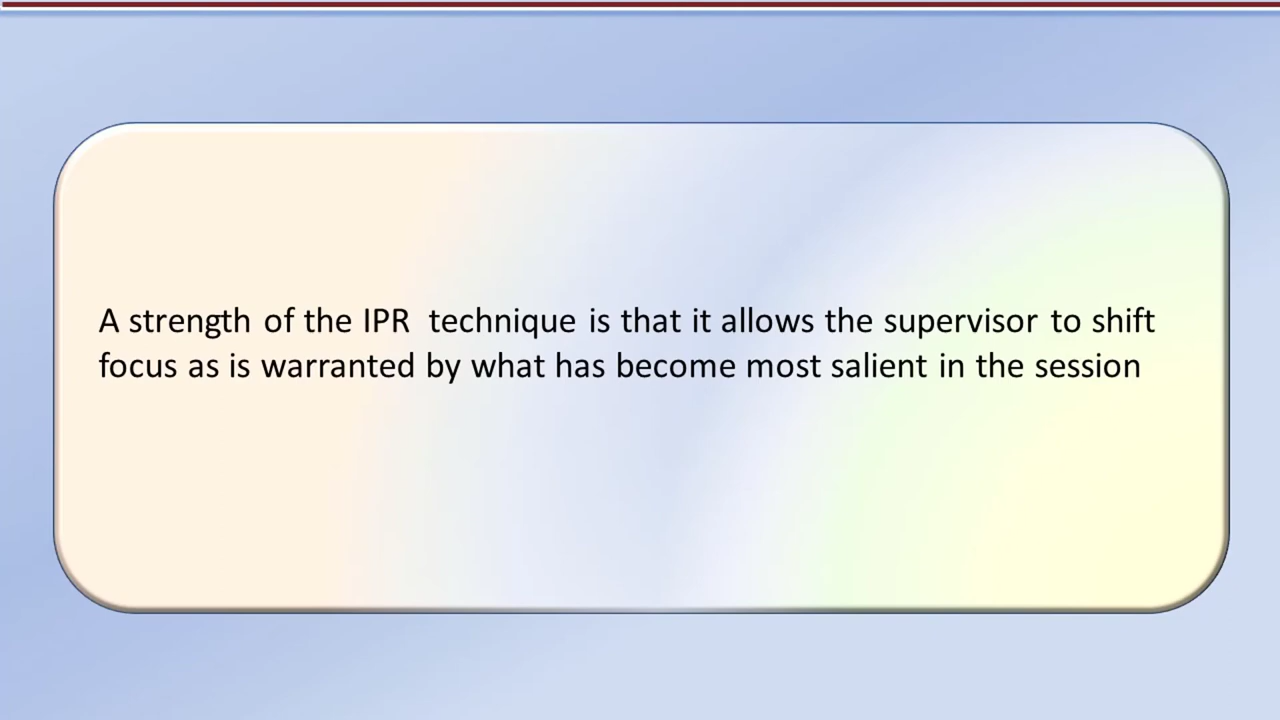 A strength of the IPR  technique is that it allows the supervisor to shift
focus as is warranted by what has become most salient in the session